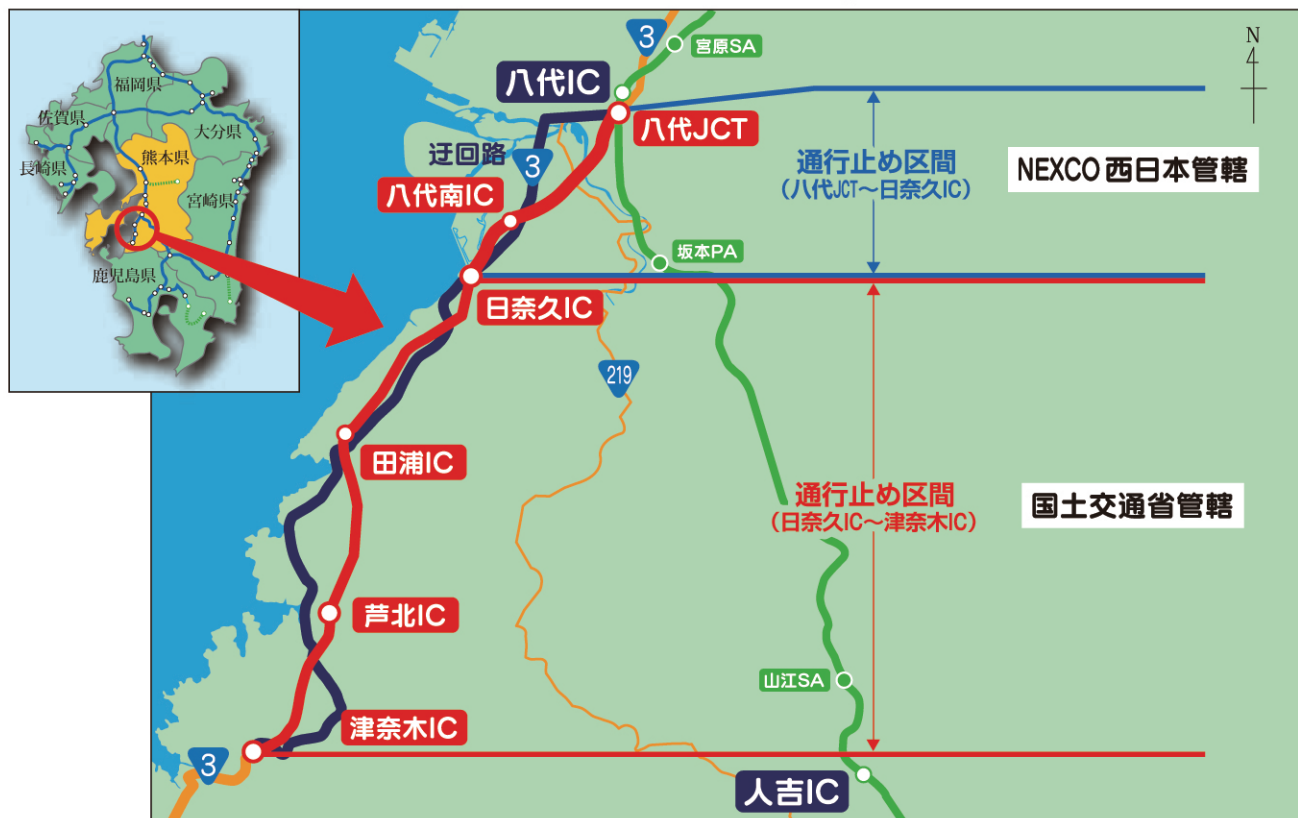 福岡県
佐賀県
大分県
長崎県
熊本県
宮崎県
鹿児島県
3
宮原SA
N
八代IC
八代JCT
迂回路
3
八代南IC
通行止め区間
(八代JCT～日奈久IC)
NEXCO 西日本管轄
坂本PA
日奈久IC
219
田浦IC
通行止め区間
(日奈久IC～津奈木IC)
国土交通省管轄
芦北IC
山江SA
津奈木IC
3
人吉IC